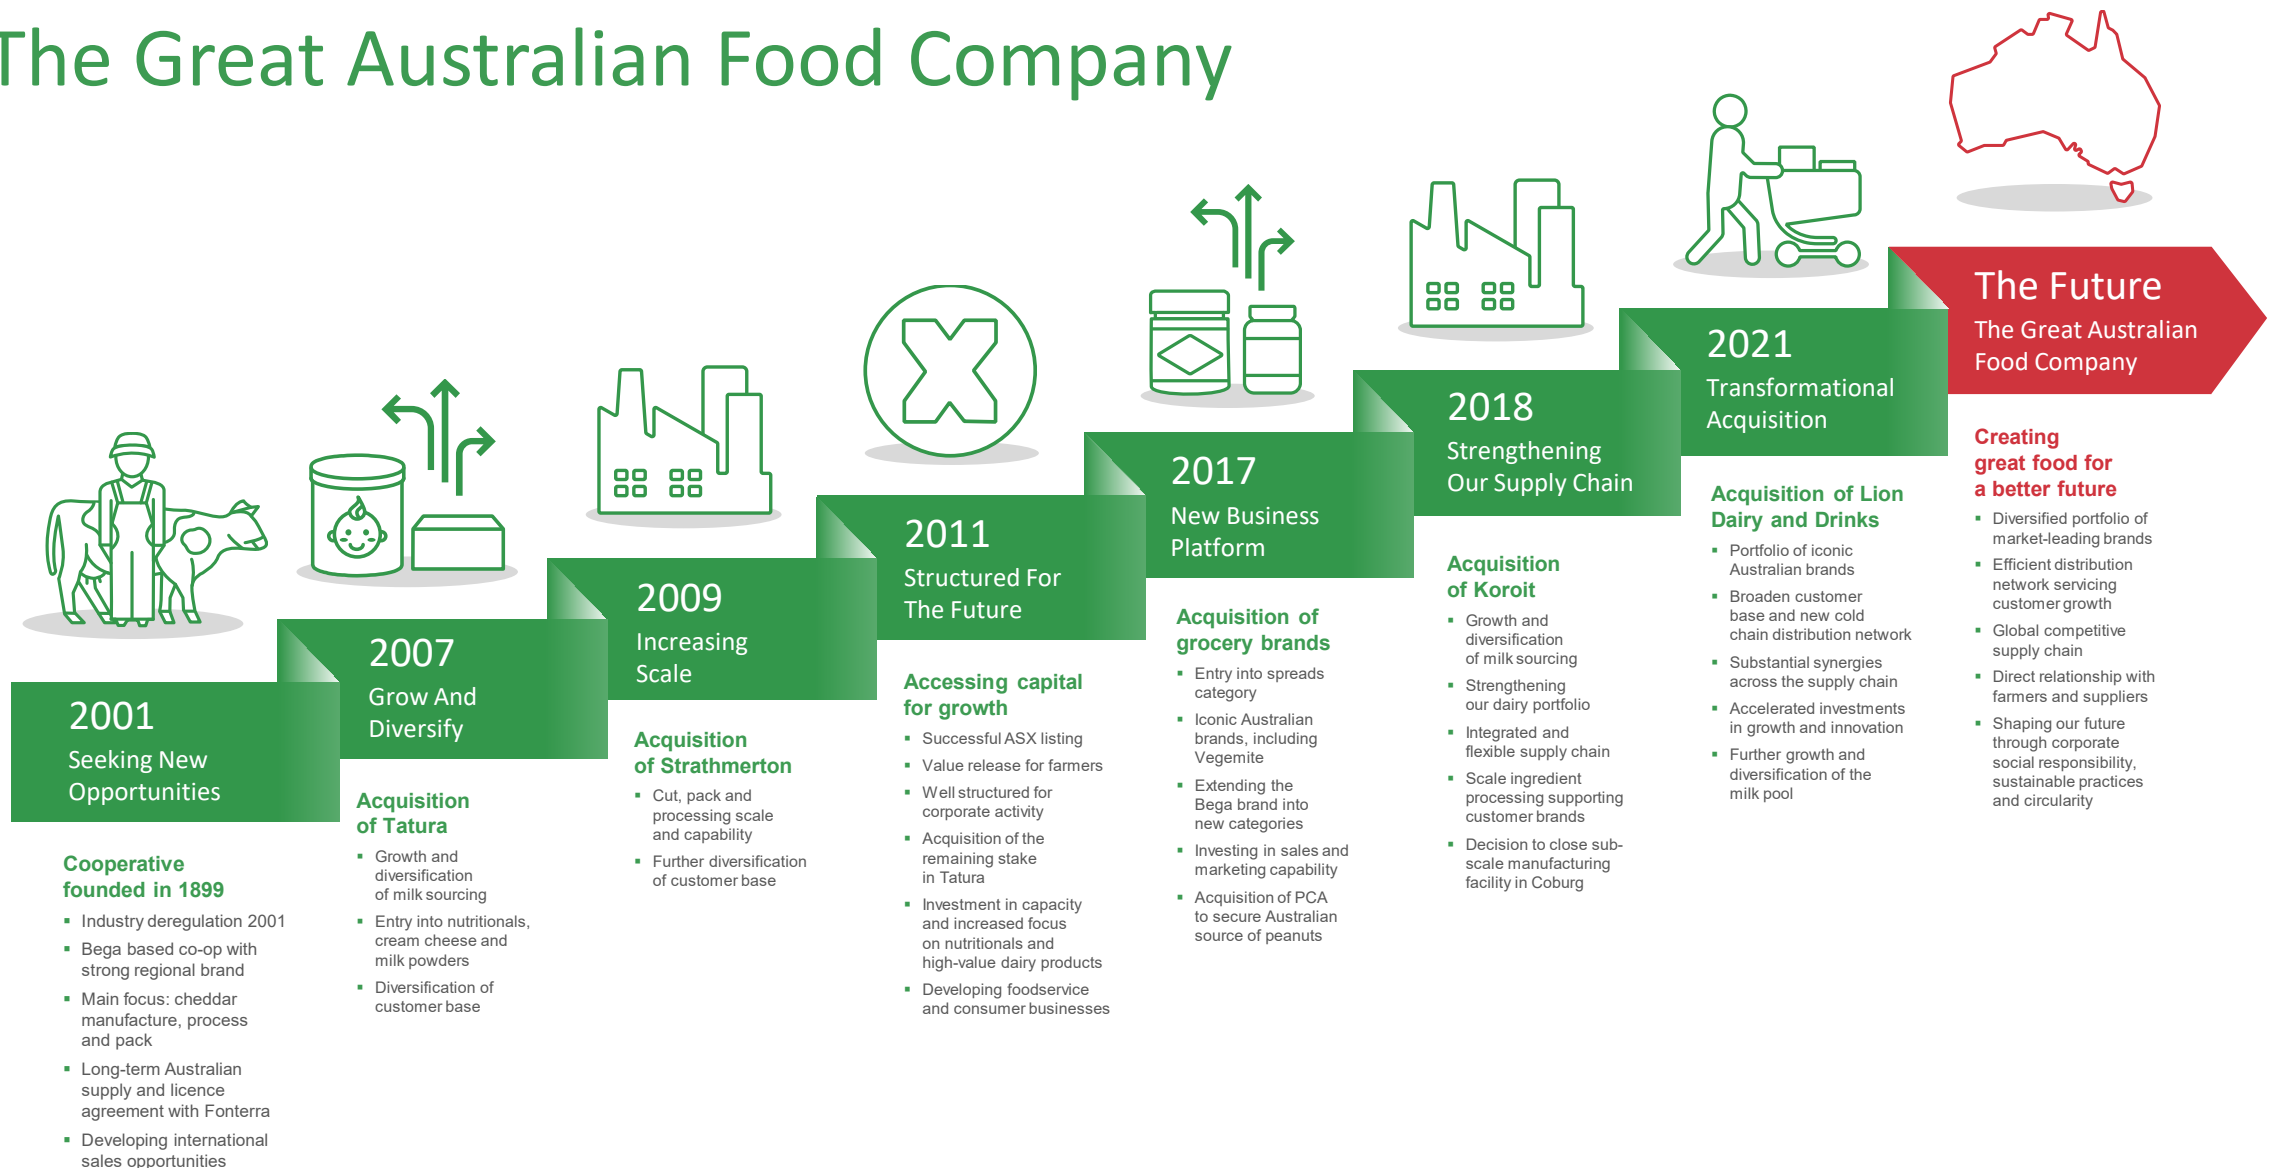 The Great Australian Food Company
2001
Seeking New
Opportunities
Cooperative
founded in 1899
▪ Industry deregulation 2001
▪ Bega based co-op with
strong regional brand
▪ Main focus: cheddar
manufacture, process
and pack
▪ Long-term Australian
supply and licence
agreement with Fonterra
▪ Developing international
sales opportunities
2007
Grow And
Diversify
Acquisition
of Tatura
▪ Growth and
diversification
of milk sourcing
▪ Entry into nutritionals,
cream cheese and
milk powders
▪ Diversification of
customer base
2009
Increasing
Scale
Acquisition
of Strathmerton
▪ Cut, pack and
processing scale
and capability
▪ Further diversification
of customer base
2011
Structured For
The Future
Accessing capital
for growth
▪ Successful ASX listing
▪ Value release for farmers
▪ Well structured for
corporate activity
▪ Acquisition of the
remaining stake
in Tatura
▪ Investment in capacity
and increased focus
on nutritionals and
high-value dairy products
▪ Developing foodservice
and consumer businesses
2017
New Business
Platform
Acquisition of
grocery brands
▪ Entry into spreads
category
▪ Iconic Australian
brands, including
Vegemite
▪ Extending the
Bega brand into
new categories
▪ Investing in sales and
marketing capability
▪ Acquisition of PCA
to secure Australian
source of peanuts
2018
Strengthening
Our Supply Chain
Acquisition
of Koroit
▪ Growth and
diversification
of milk sourcing
▪ Strengthening
our dairy portfolio
▪ Integrated and
flexible supply chain
▪ Scale ingredient
processing supporting
customer brands
▪ Decision to close sub-
scale manufacturing
facility in Coburg
2021
Transformational
Acquisition
Acquisition of Lion
Dairy and Drinks
▪ Portfolio of iconic
Australian brands
▪ Broaden customer
base and new cold
chain distribution network
▪ Substantial synergies
across the supply chain
▪ Accelerated investments
in growth and innovation
▪ Further growth and
diversification of the
milk pool
The Future
The Great Australian
Food Company
Creating
great food for
a better future
▪ Diversified portfolio of
market-leading brands
▪ Efficient distribution
network servicing
customer growth
▪ Global competitive
supply chain
▪ Direct relationship with
farmers and suppliers
▪ Shaping our future
through corporate
social responsibility,
sustainable practices
and circularity